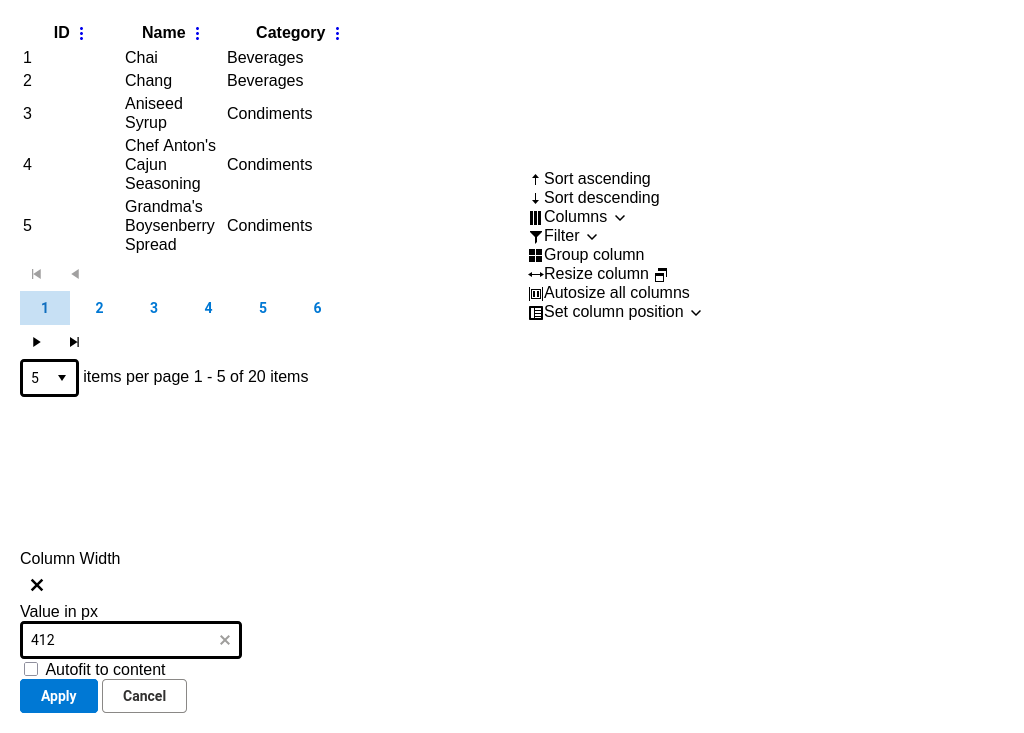 ID Name Category
1 Chai Beverages
2 Chang Beverages
3 Aniseed Syrup Condiments
4 Chef Anton's Cajun Seasoning Condiments
5 Grandma's Boysenberry Spread Condiments
1 2 3 4 5 6
5 items per page 1 - 5 of 20 items
Sort ascending
Sort descending
Columns
Filter
Group column
Resize column
Autosize all columns
Set column position
Column Width
Value in px
412
Autofit to content
Apply Cancel